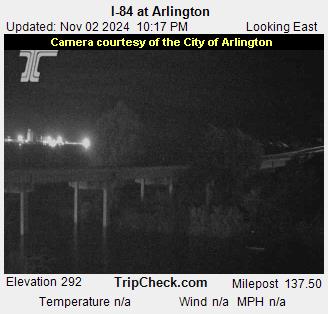 I-84 at Arlington
Updated: Nov 02 2024 10:17 PM Looking East
Camera courtesy of the City of Arlington
Elevation 292 TripCheck.com Milepost 137.50
Temperature n/a Wind n/a MPH n/a